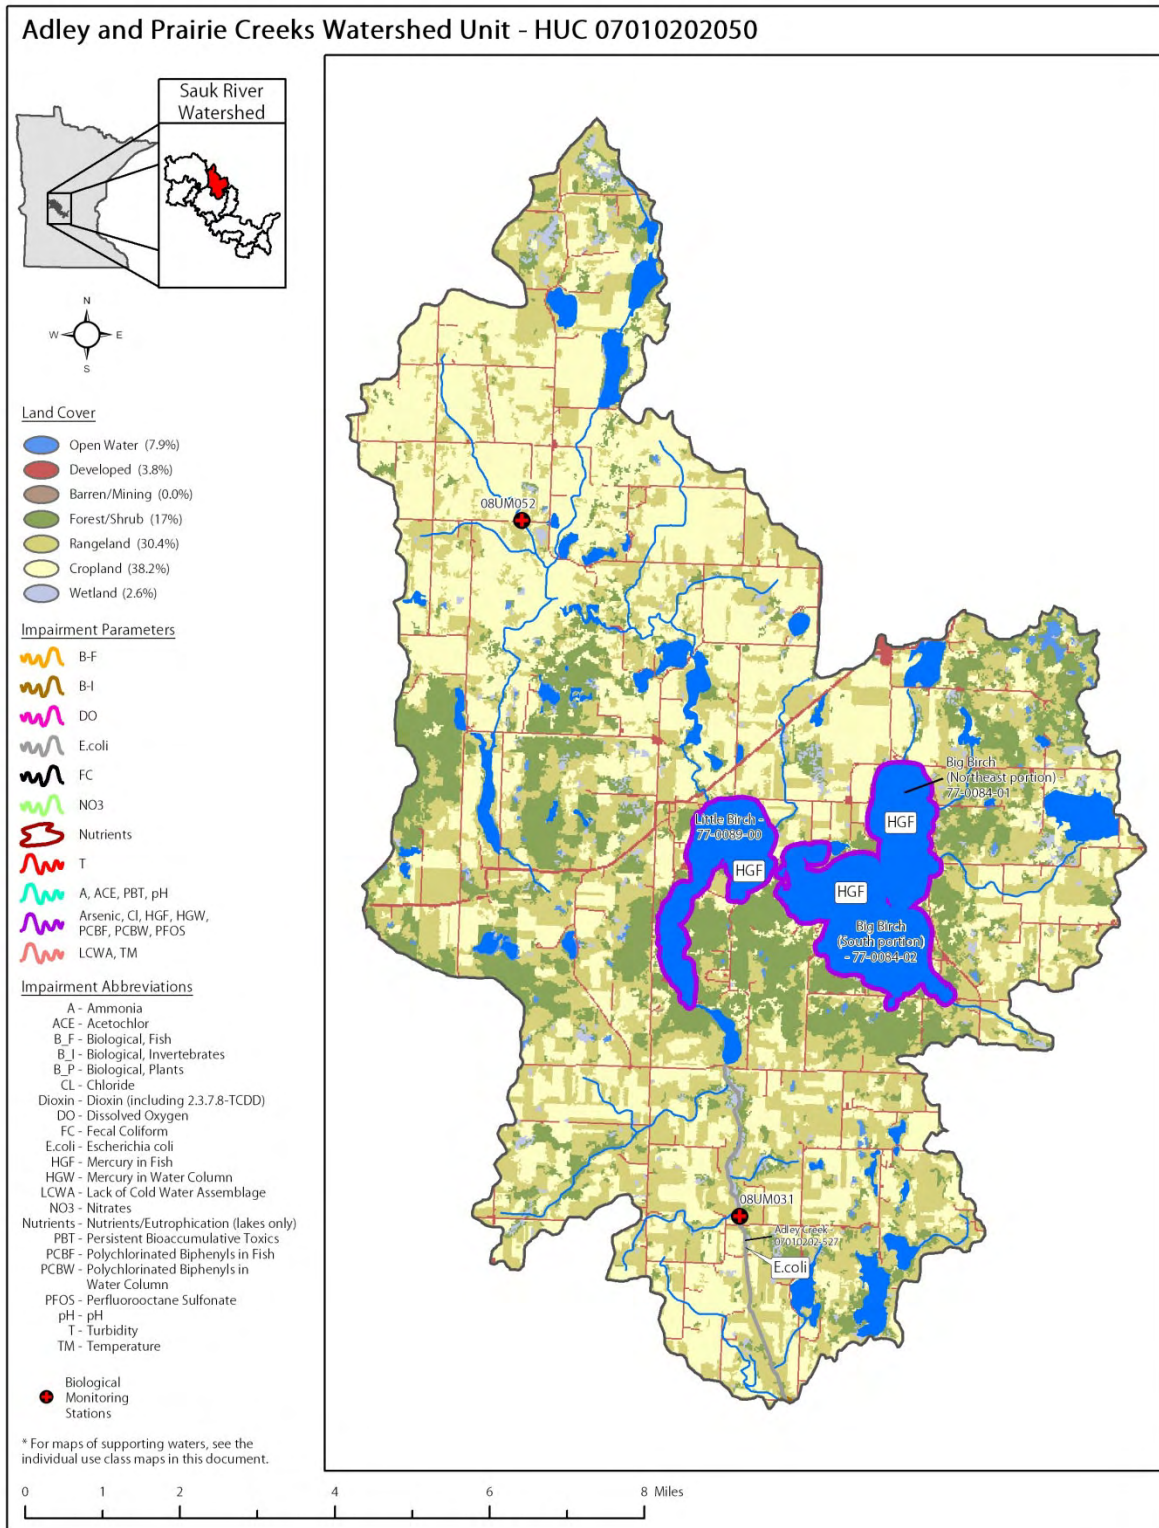 Adley and Prairie Creeks Watershed Unit - HUC 07010202050
Sauk River
Watershed
N
W
E
S
Land Cover
Open Water (7.9%)
Developed (3.8%)
Barren/Mining (0.0%)
Forest/Shrub (17%)
Rangeland (30.4%)
Cropland (38.2%)
Wetland (2.6%)
Impairment Parameters
B-F
B-I
DO
E.coli
FC
NO3
Nutrients
T
A, ACE, PBT, pH
Arsenic, Cl, HGF, HGW,
PCBF, PCBW, PFOS
LCWA, TM
Impairment Abbreviations
A - Ammonia
ACE - Acetochlor
B_F - Biological, Fish
B_I - Biological, Invertebrates
B_P - Biological, Plants
CL - Chloride
Dioxin - Dioxin (including 2.3.7.8-TCDD)
DO - Dissolved Oxygen
FC - Fecal Coliform
E.coli - Escherichia coli
HGF - Mercury in Fish
HGW - Mercury in Water Column
LCWA - Lack of Cold Water Assemblage
NO3 - Nitrates
Nutrients - Nutrients/Eutrophication (lakes only)
PBT - Persistent Bioaccumulative Toxics
PCBF - Polychlorinated Biphenyls in Fish
PCBW - Polychlorinated Biphenyls in
Water Column
PFOS - Perfluorooctane Sulfonate
pH - pH
T - Turbidity
TM - Temperature
Biological
Monitoring
Stations
* For maps of supporting waters, see the
individual use class maps in this document.
0 1 2 4 6 8 Miles
08UM052
Big Birch
(Northeast portion) -
77-0084-01
HGF
Little Birch -
77-0089-00
HGF
HGF
Big Birch
(South portion)
- 77-0084-02
08UM031
Adley Creek -
07010202-527
E.coli